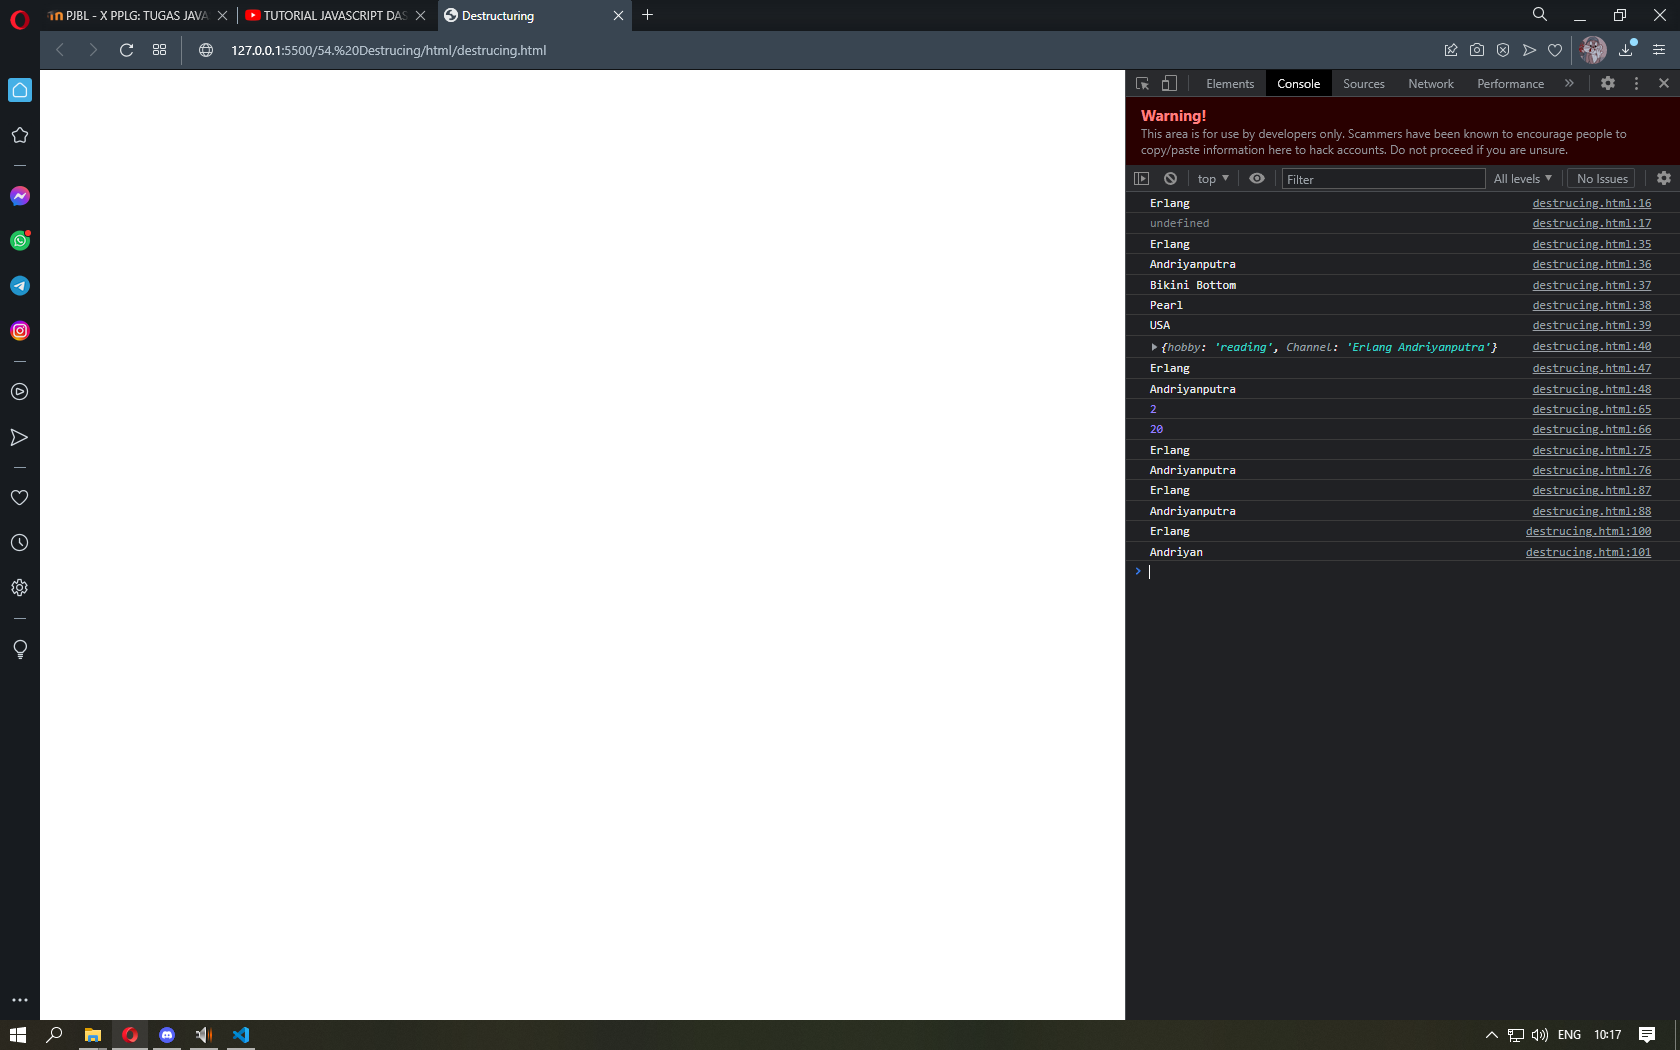 PJBL - X PPLG: TUGAS JAVA
TUTORIAL JAVASCRIPT DAS
Destructuring
127.0.0.1:5500/54.%20Destrucing/html/destrucing.html
Elements Console Sources Network Performance
Warning!
This area is for use by developers only. Scammers have been known to encourage people to
copy/paste information here to hack accounts. Do not proceed if you are unsure.
top Filter All levels No Issues
Erlang destrucing.html:16
undefined destrucing.html:17
Erlang destrucing.html:35
Andriyanputra destrucing.html:36
Bikini Bottom destrucing.html:37
Pearl destrucing.html:38
USA destrucing.html:39
{hobby: 'reading', Channel: 'Erlang Andriyanputra'} destrucing.html:40
Erlang destrucing.html:47
Andriyanputra destrucing.html:48
2 destrucing.html:65
20 destrucing.html:66
Erlang destrucing.html:75
Andriyanputra destrucing.html:76
Erlang destrucing.html:87
Andriyanputra destrucing.html:88
Erlang destrucing.html:100
Andriyan destrucing.html:101
ENG 10:17